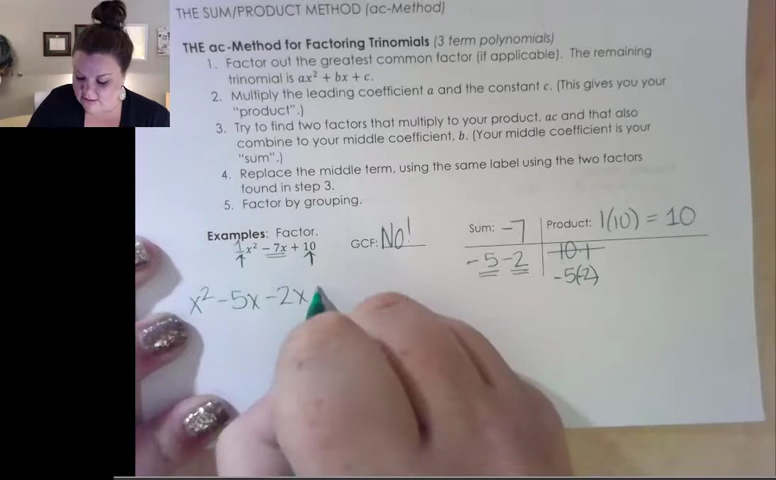 THE SUM/PRODUCT METHOD (ac-Method)
THE ac-Method for Factoring Trinomials (3 term polynomials)
1. Factor out the greatest common factor (if applicable). The remaining
trinomial is ax² + bx + c.
2. Multiply the leading coefficient a and the constant c. (This gives you your
"product".)
3. Try to find two factors that multiply to your product, ac and that also
combine to your middle coefficient, b. (Your middle coefficient is your
"sum".)
4. Replace the middle term, using the same label using the two factors
found in step 3.
5. Factor by grouping.
Examples: Factor.
1x² − 7x + 10
GCF: No!
Sum: −7
Product: 1(10) = 10
−5 −2
10·1
−5(−2)
x² − 5x − 2x